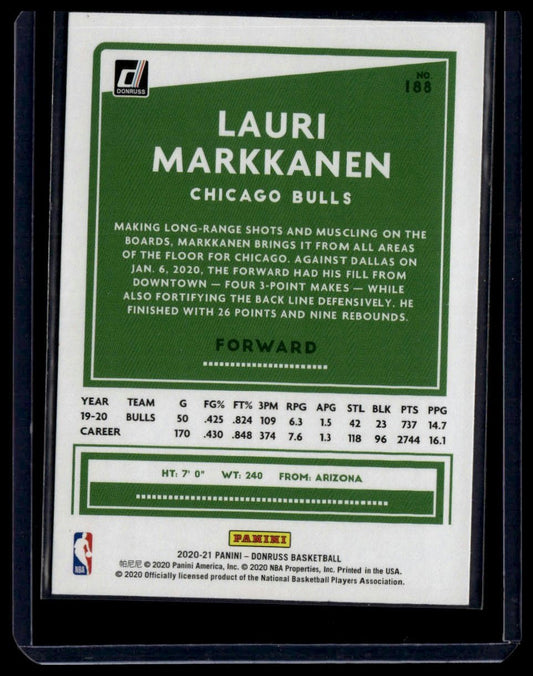 DONRUSS
NO.
188
LAURI
MARKKANEN
CHICAGO BULLS
MAKING LONG-RANGE SHOTS AND MUSCLING ON THE
BOARDS, MARKKANEN BRINGS IT FROM ALL AREAS
OF THE FLOOR FOR CHICAGO. AGAINST DALLAS ON
JAN. 6, 2020, THE FORWARD HAD HIS FILL FROM
DOWNTOWN — FOUR 3-POINT MAKES — WHILE
ALSO FORTIFYING THE BACK LINE DEFENSIVELY. HE
FINISHED WITH 26 POINTS AND NINE REBOUNDS.
FORWARD
YEAR TEAM G FG% FT% 3PM RPG APG STL BLK PTS PPG
19-20 BULLS 50 .425 .824 109 6.3 1.5 42 23 737 14.7
CAREER 170 .430 .848 374 7.6 1.3 118 96 2744 16.1
HT: 7' 0" WT: 240 FROM: ARIZONA
PANINI
NBA
2020-21 PANINI – DONRUSS BASKETBALL
帕尼尼 © 2020 Panini America, Inc. © 2020 NBA Properties, Inc. Printed in the USA.
© 2020 Officially licensed product of the National Basketball Players Association.